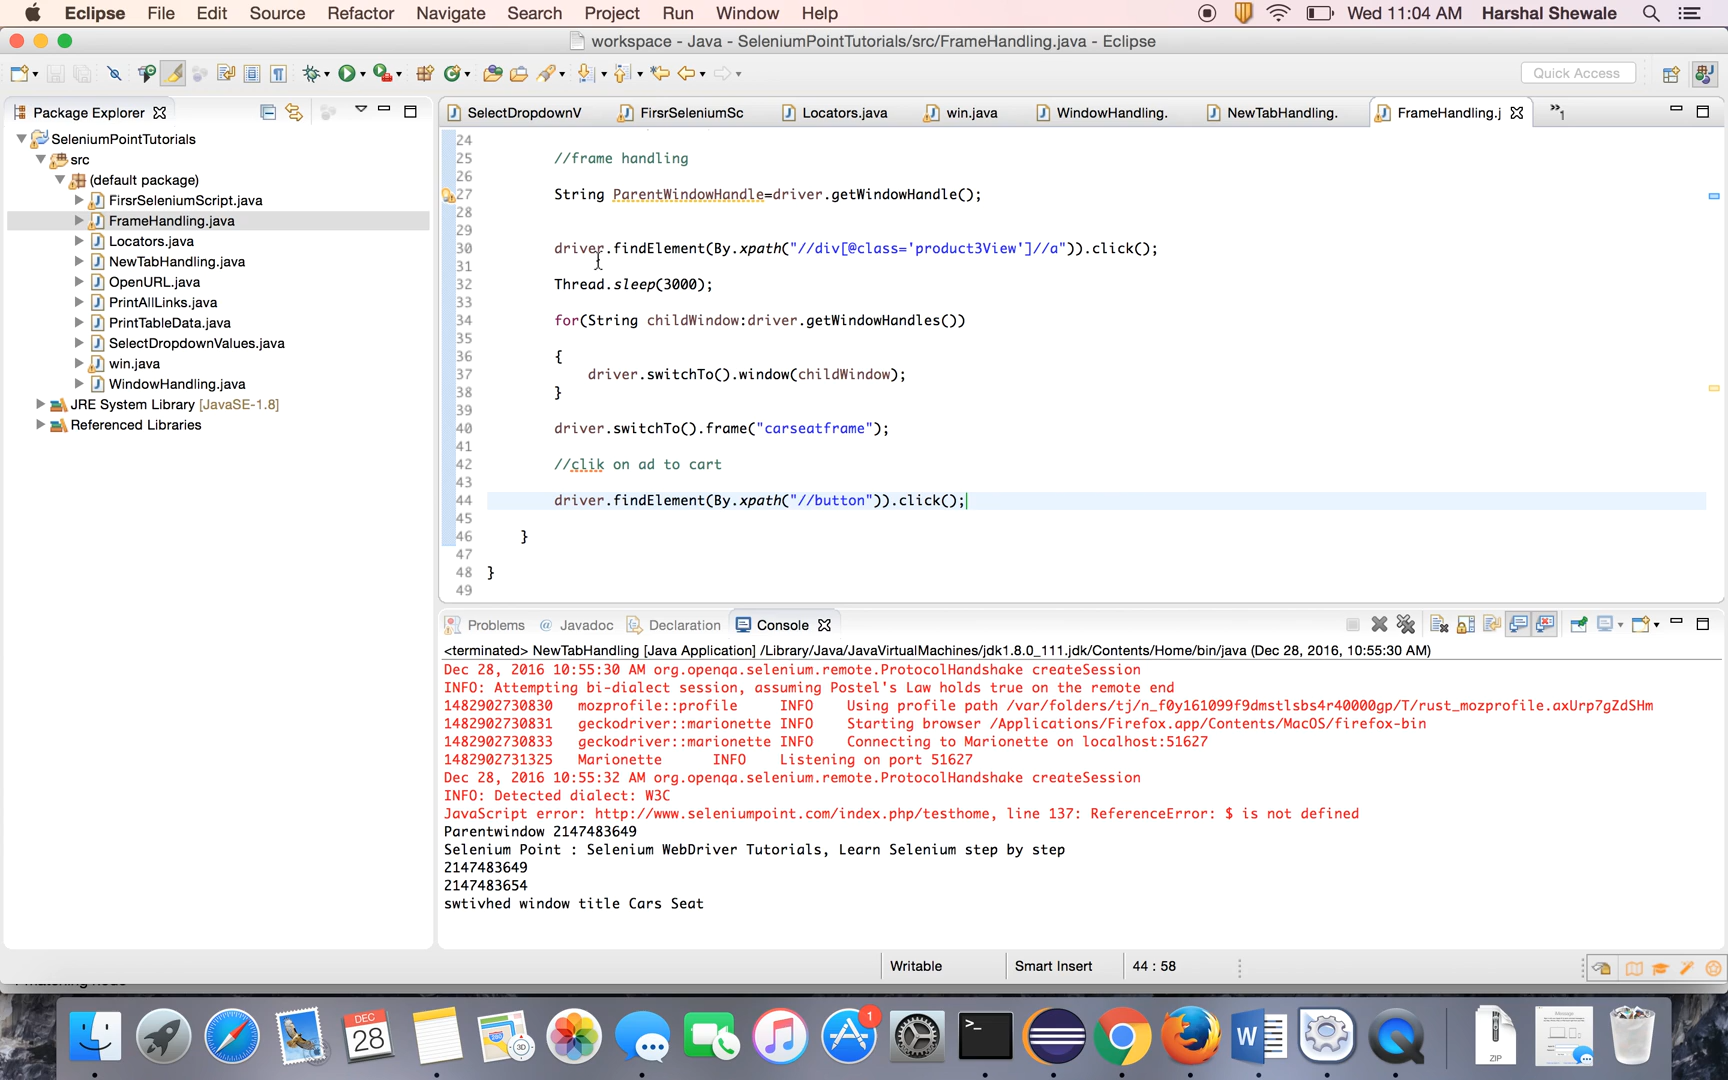 Eclipse File Edit Source Refactor Navigate Search Project Run Window Help Wed 11:04 AM Harshal Shewale
workspace - Java - SeleniumPointTutorials/src/FrameHandling.java - Eclipse
Quick Access
Package Explorer
SeleniumPointTutorials
src
(default package)
FirsrSeleniumScript.java
FrameHandling.java
Locators.java
NewTabHandling.java
OpenURL.java
PrintAllLinks.java
PrintTableData.java
SelectDropdownValues.java
win.java
WindowHandling.java
JRE System Library [JavaSE-1.8]
Referenced Libraries
SelectDropdownV FirsrSeleniumSc Locators.java win.java WindowHandling. NewTabHandling. FrameHandling.j »1
24
25 //frame handling
26
27 String ParentWindowHandle=driver.getWindowHandle();
28
29
30 driver.findElement(By.xpath("//div[@class='product3View']//a")).click();
31
32 Thread.sleep(3000);
33
34 for(String childWindow:driver.getWindowHandles())
35
36 {
37 driver.switchTo().window(childWindow);
38 }
39
40 driver.switchTo().frame("carseatframe");
41
42 //clik on ad to cart
43
44 driver.findElement(By.xpath("//button")).click();
45
46 }
47
48 }
49
Problems @ Javadoc Declaration Console
<terminated> NewTabHandling [Java Application] /Library/Java/JavaVirtualMachines/jdk1.8.0_111.jdk/Contents/Home/bin/java (Dec 28, 2016, 10:55:30 AM)
Dec 28, 2016 10:55:30 AM org.openqa.selenium.remote.ProtocolHandshake createSession
INFO: Attempting bi-dialect session, assuming Postel's Law holds true on the remote end
1482902730830 mozprofile::profile INFO Using profile path /var/folders/tj/n_f0y161099f9dmstlsbs4r40000gp/T/rust_mozprofile.axUrp7gZdSHm
1482902730831 geckodriver::marionette INFO Starting browser /Applications/Firefox.app/Contents/MacOS/firefox-bin
1482902730833 geckodriver::marionette INFO Connecting to Marionette on localhost:51627
1482902731325 Marionette INFO Listening on port 51627
Dec 28, 2016 10:55:32 AM org.openqa.selenium.remote.ProtocolHandshake createSession
INFO: Detected dialect: W3C
JavaScript error: http://www.seleniumpoint.com/index.php/testhome, line 137: ReferenceError: $ is not defined
Parentwindow 2147483649
Selenium Point : Selenium WebDriver Tutorials, Learn Selenium step by step
2147483649
2147483654
swtivhed window title Cars Seat
Writable Smart Insert 44 : 58
DEC
28
3D
1
ZIP
iMessage